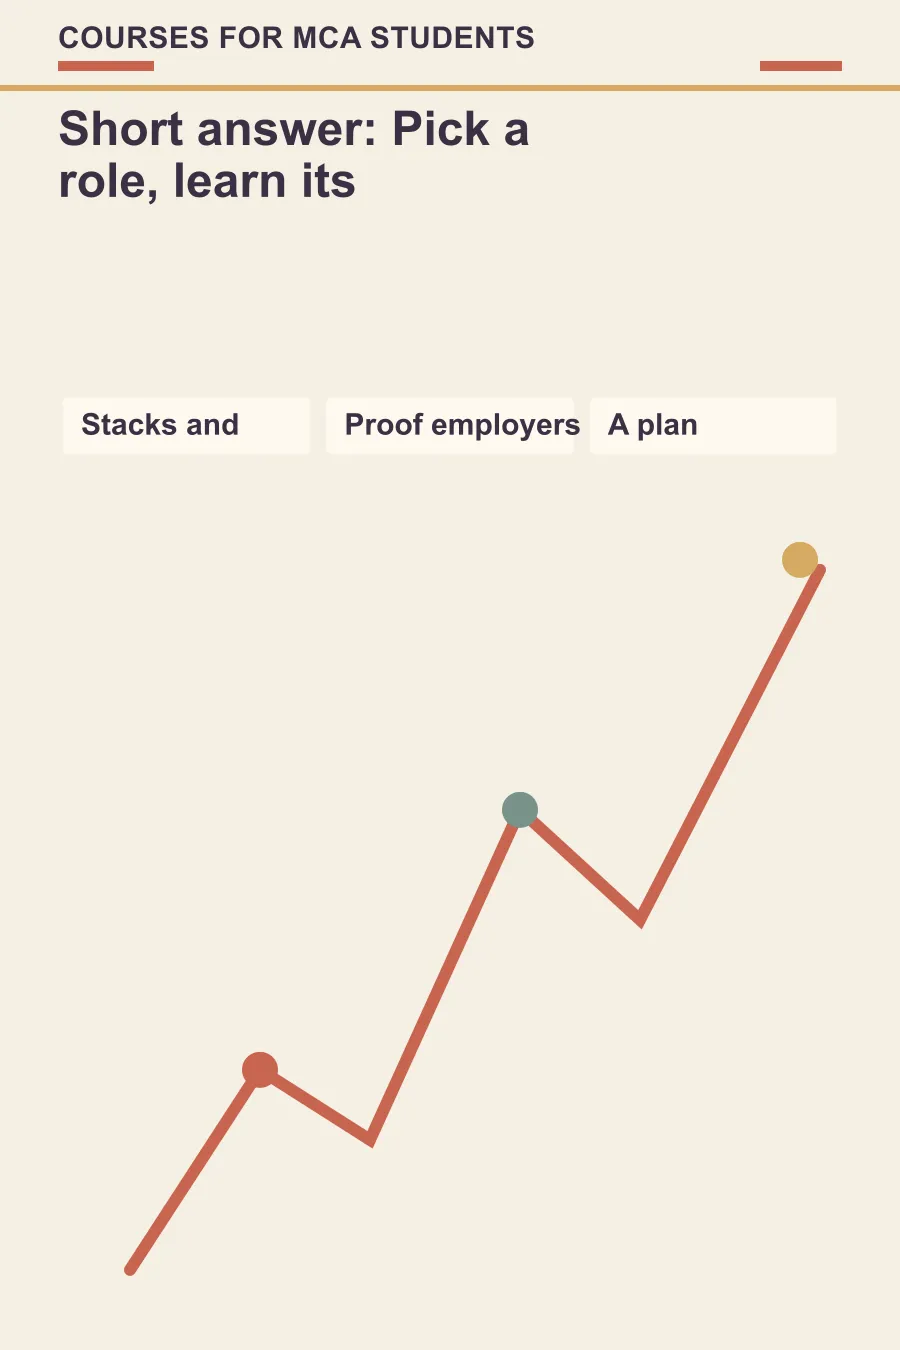 COURSES FOR MCA STUDENTS
Short answer: Pick a
role, learn its
Stacks and
Proof employers
A plan